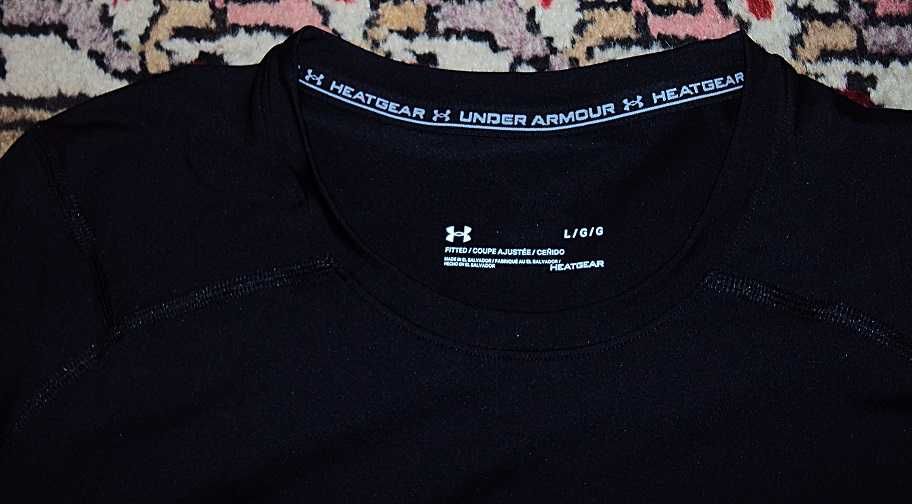 HEATGEAR UNDER ARMOUR HEATGEAR
L/G/G
FITTED / COUPE AJUSTÉE / CEÑIDO
MADE IN EL SALVADOR / FABRIQUÉ AU EL SALVADOR /
HECHO EN EL SALVADOR
HEATGEAR